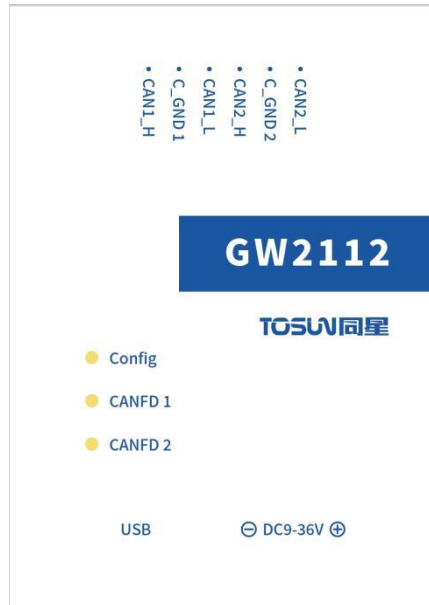 • CAN1_H
• C_GND 1
• CAN1_L
• CAN2_H
• C_GND 2
• CAN2_L
GW2112
TOSUN同星
Config
CANFD 1
CANFD 2
USB
⊖ DC9-36V ⊕